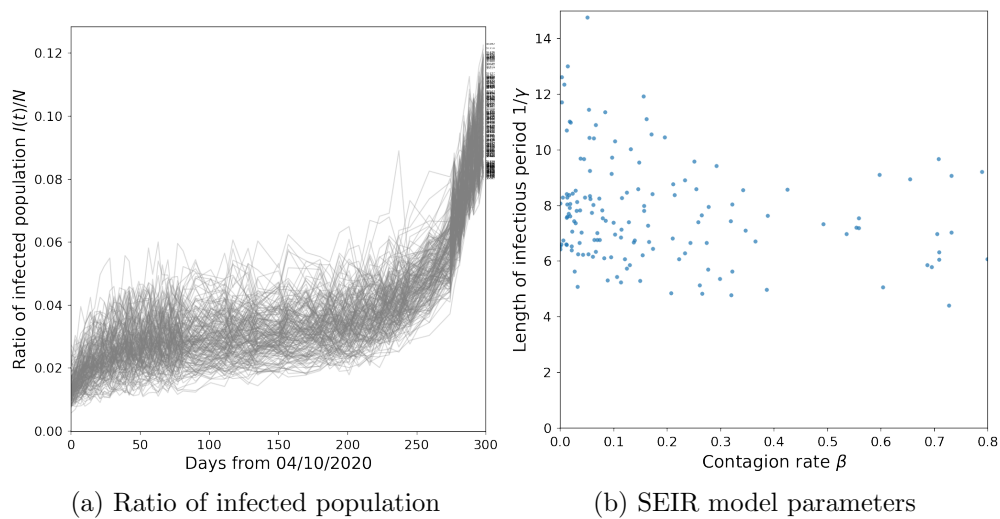 0.12
0.10
0.08
0.06
0.04
0.02
0.00
Ratio of infected population I(t)/N
0 50 100 150 200 250 300
Days from 04/10/2020
(a) Ratio of infected population
14
12
10
8
6
4
2
0
Length of infectious period 1/γ
0.0 0.1 0.2 0.3 0.4 0.5 0.6 0.7 0.8
Contagion rate β
(b) SEIR model parameters